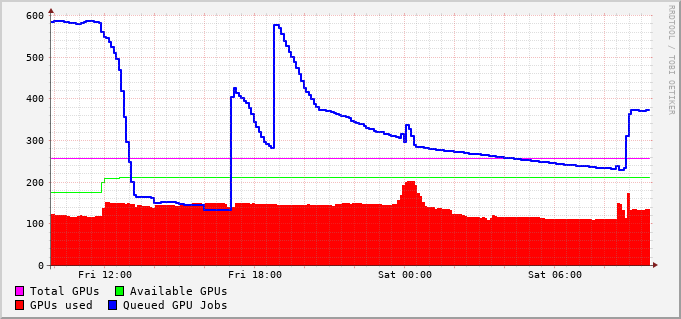 600
500
400
300
200
100
0
Fri 12:00 Fri 18:00 Sat 00:00 Sat 06:00
Total GPUs Available GPUs
GPUs used Queued GPU Jobs
RRDTOOL / TOBI OETIKER